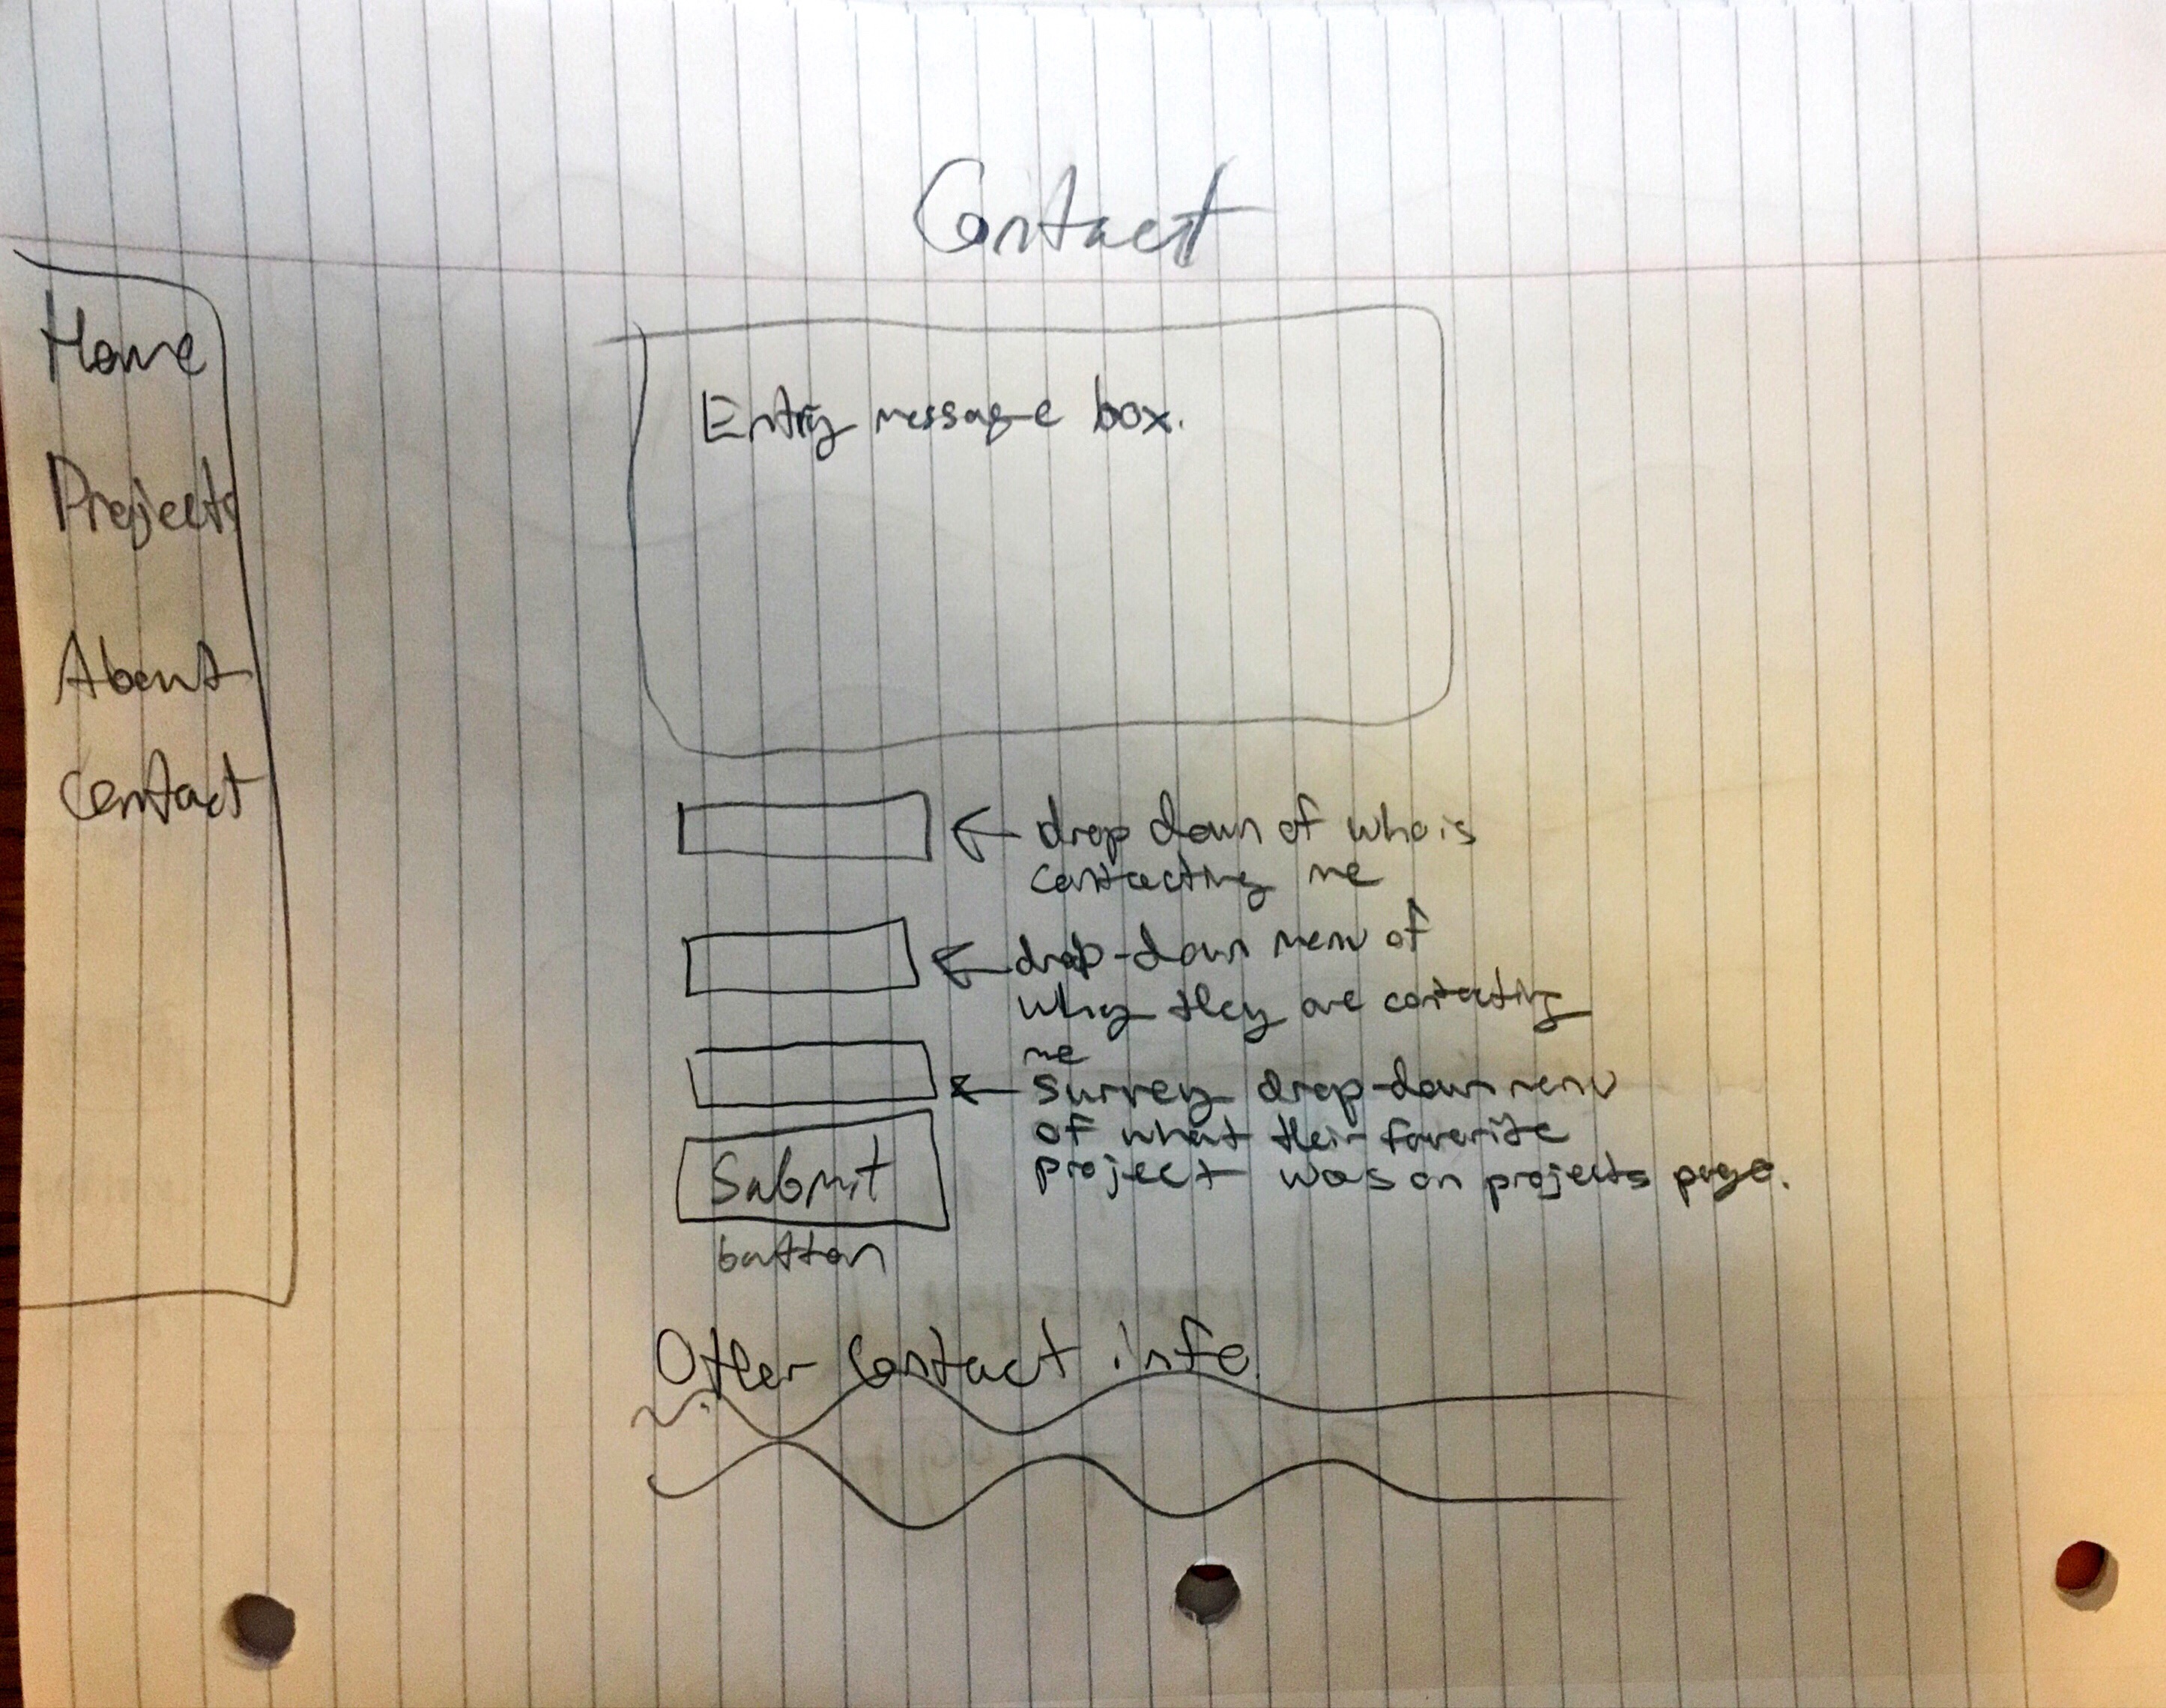 Contact
Home
Projects
About
Contact
Entry message box.
drop down of who is
contacting me
drop-down menu of
why they are contacting
me
survey drop-down menu
of what their favorite
project was on projects page.
Submit
button
Other Contact info